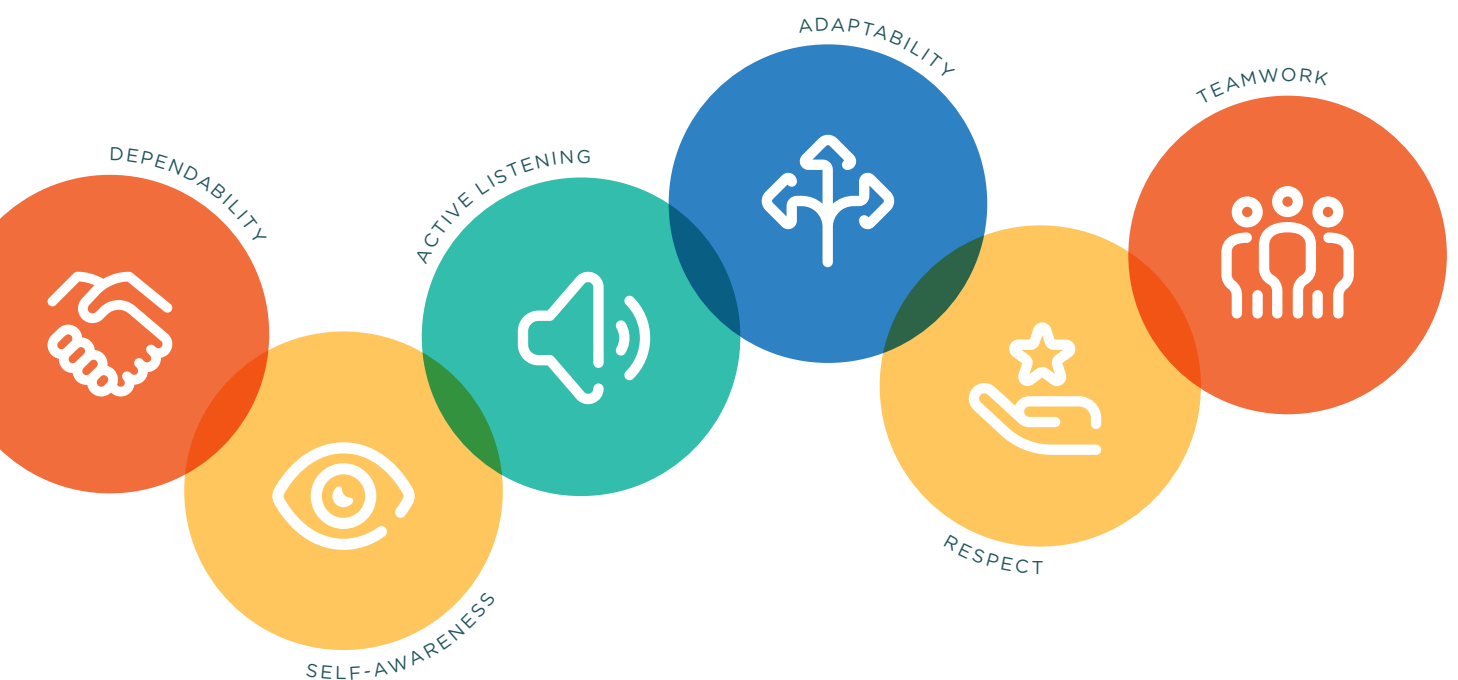 DEPENDABILITY
SELF-AWARENESS
ACTIVE LISTENING
ADAPTABILITY
RESPECT
TEAMWORK